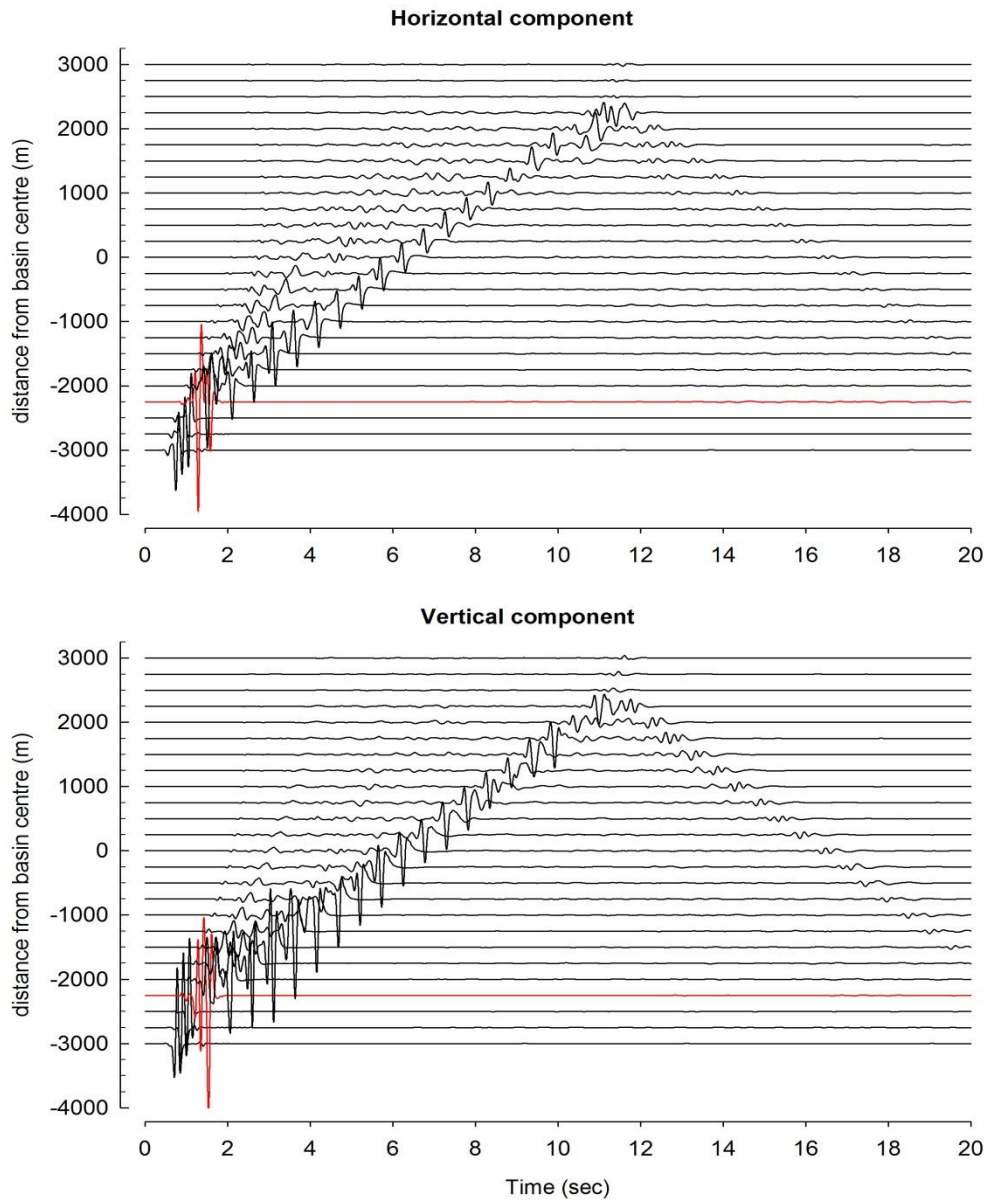 Horizontal component
distance from basin centre (m)
3000
2000
1000
0
-1000
-2000
-3000
-4000
0 2 4 6 8 10 12 14 16 18 20
Vertical component
distance from basin centre (m)
3000
2000
1000
0
-1000
-2000
-3000
-4000
0 2 4 6 8 10 12 14 16 18 20
Time (sec)